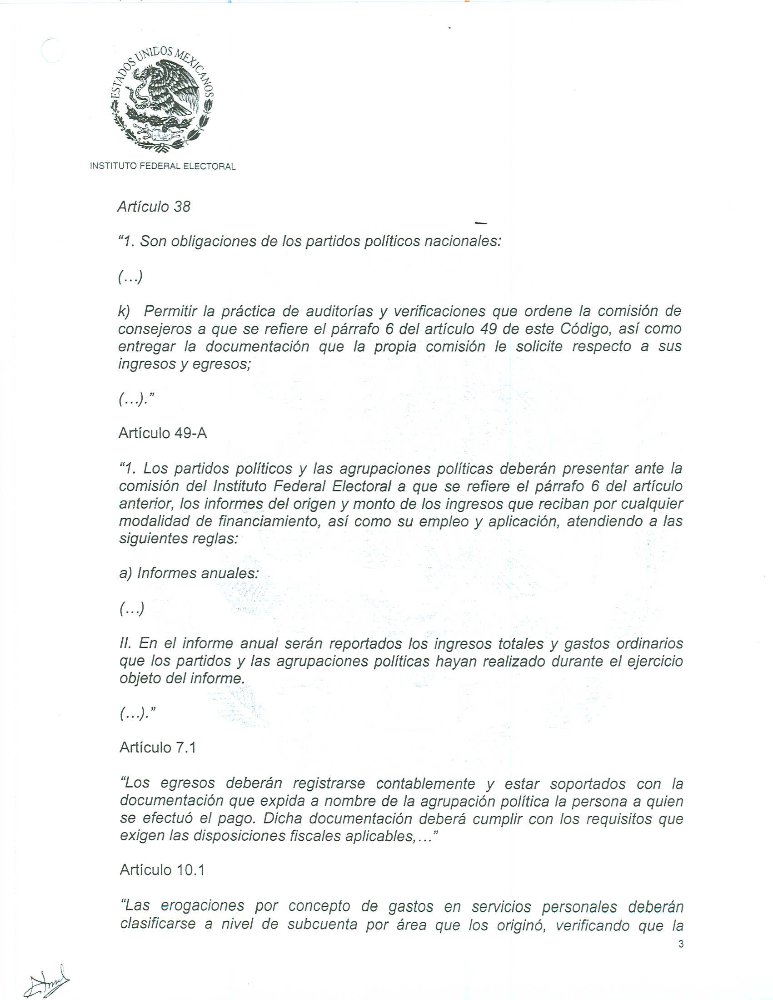 ESTADOS UNIDOS MEXICANOS
INSTITUTO FEDERAL ELECTORAL
Artículo 38
“1. Son obligaciones de los partidos políticos nacionales:
(...)
k) Permitir la práctica de auditorías y verificaciones que ordene la comisión de
consejeros a que se refiere el párrafo 6 del artículo 49 de este Código, así como
entregar la documentación que la propia comisión le solicite respecto a sus
ingresos y egresos;
(...).”
Artículo 49-A
“1. Los partidos políticos y las agrupaciones políticas deberán presentar ante la
comisión del Instituto Federal Electoral a que se refiere el párrafo 6 del artículo
anterior, los informes del origen y monto de los ingresos que reciban por cualquier
modalidad de financiamiento, así como su empleo y aplicación, atendiendo a las
siguientes reglas:
a) Informes anuales:
(...)
II. En el informe anual serán reportados los ingresos totales y gastos ordinarios
que los partidos y las agrupaciones políticas hayan realizado durante el ejercicio
objeto del informe.
(...).”
Artículo 7.1
“Los egresos deberán registrarse contablemente y estar soportados con la
documentación que expida a nombre de la agrupación política la persona a quien
se efectuó el pago. Dicha documentación deberá cumplir con los requisitos que
exigen las disposiciones fiscales aplicables,...”
Artículo 10.1
“Las erogaciones por concepto de gastos en servicios personales deberán
clasificarse a nivel de subcuenta por área que los originó, verificando que la
3